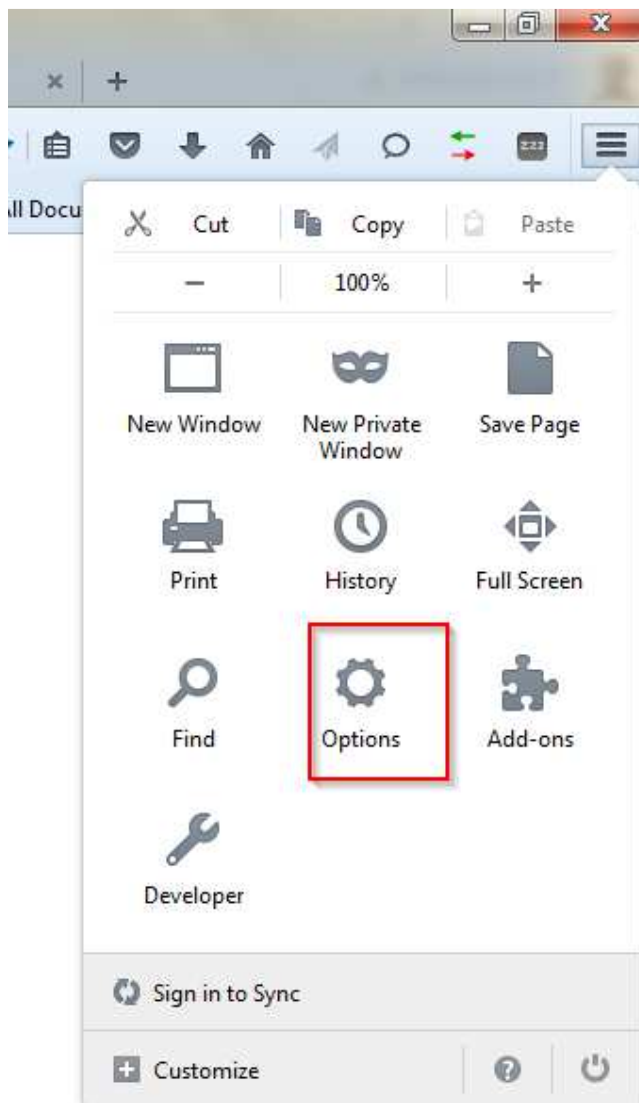 ll Docu
Cut Copy Paste
− 100% +
New Window New Private Window Save Page
Print History Full Screen
Find Options Add-ons
Developer
Sign in to Sync
Customize